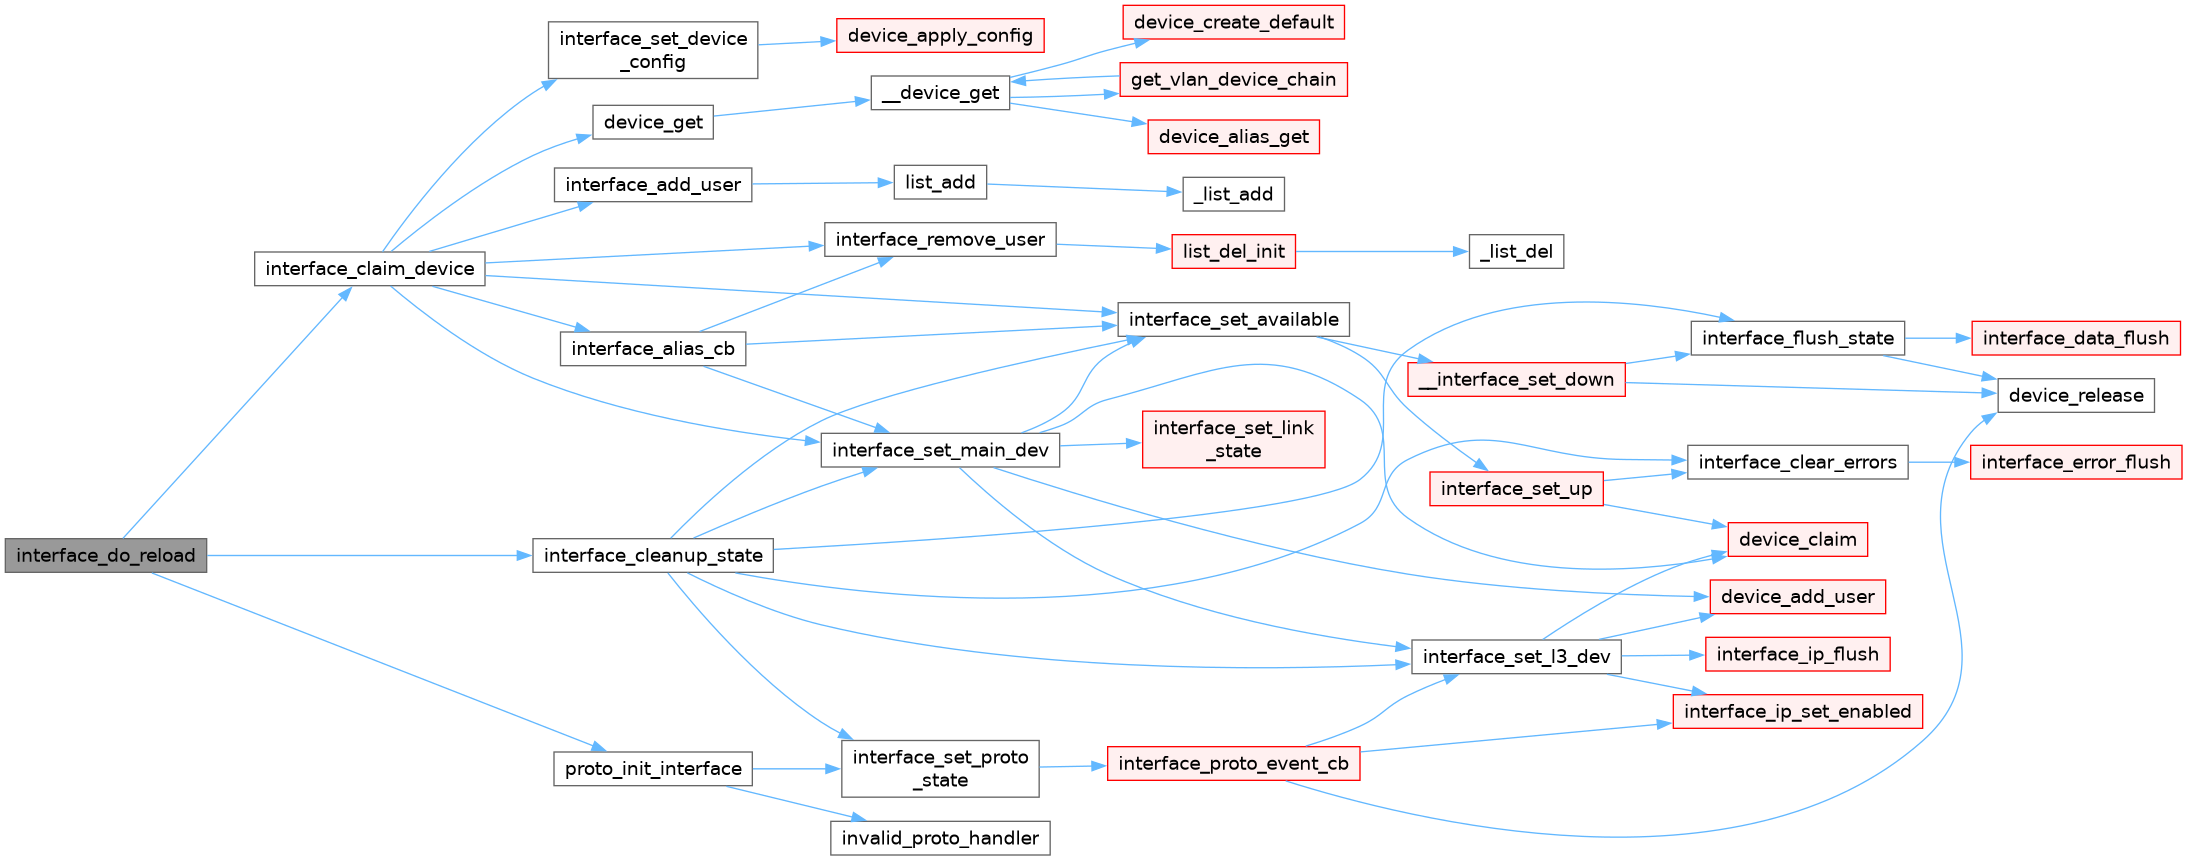 interface_do_reload
interface_claim_device
interface_cleanup_state
proto_init_interface
interface_set_device
_config
device_get
interface_add_user
interface_alias_cb
device_apply_config
__device_get
list_add
interface_remove_user
interface_set_main_dev
interface_set_proto
_state
invalid_proto_handler
device_create_default
get_vlan_device_chain
device_alias_get
_list_add
list_del_init
interface_set_available
interface_set_link
_state
interface_proto_event_cb
_list_del
__interface_set_down
interface_set_up
interface_set_l3_dev
interface_flush_state
interface_clear_errors
device_claim
device_add_user
interface_ip_flush
interface_ip_set_enabled
interface_data_flush
device_release
interface_error_flush